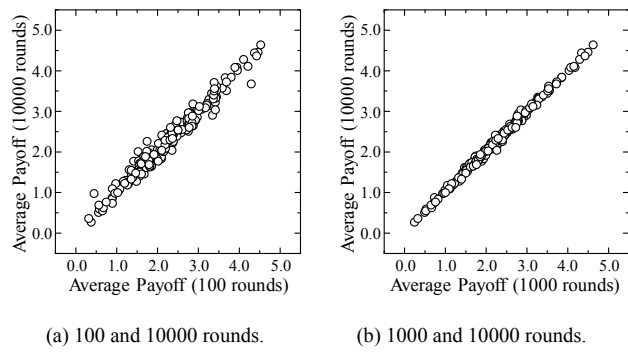 5.0
4.0
3.0
2.0
1.0
0.0
Average Payoff (10000 rounds)
0.0 1.0 2.0 3.0 4.0 5.0
Average Payoff (100 rounds)
(a) 100 and 10000 rounds.
5.0
4.0
3.0
2.0
1.0
0.0
Average Payoff (10000 rounds)
0.0 1.0 2.0 3.0 4.0 5.0
Average Payoff (1000 rounds)
(b) 1000 and 10000 rounds.